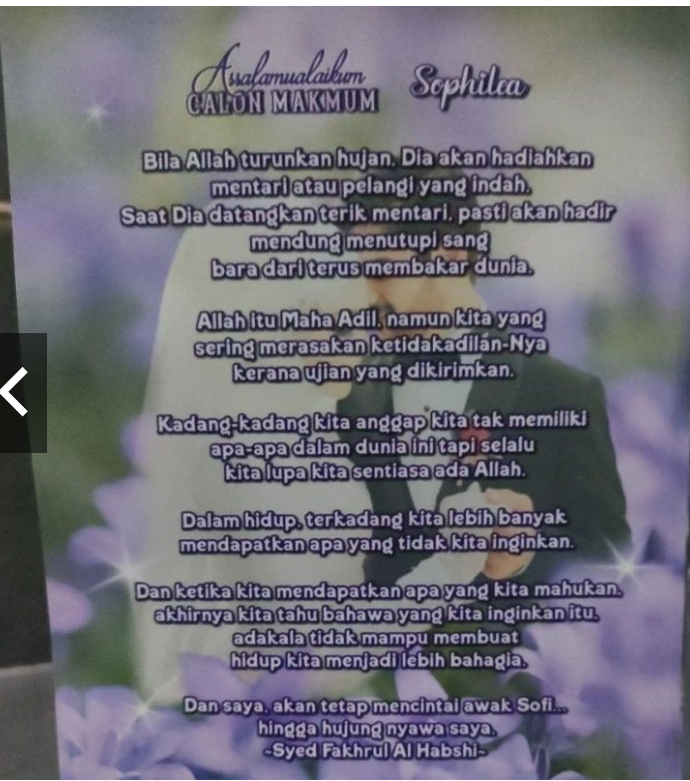 Assalamualaikum
CALON MAKMUM
Sophilea
Bila Allah turunkan hujan, Dia akan hadiahkan
mentari atau pelangi yang indah.
Saat Dia datangkan terik mentari, pasti akan hadir
mendung menutupi sang
bara dari terus membakar dunia.
Allah itu Maha Adil, namun kita yang
sering merasakan ketidakadilan-Nya
kerana ujian yang dikirimkan.
Kadang-kadang kita anggap kita tak memiliki
apa-apa dalam dunia ini tapi selalu
kita lupa kita sentiasa ada Allah.
Dalam hidup, terkadang kita lebih banyak
mendapatkan apa yang tidak kita inginkan.
Dan ketika kita mendapatkan apa yang kita mahukan,
akhirnya kita tahu bahawa yang kita inginkan itu,
adakala tidak mampu membuat
hidup kita menjadi lebih bahagia.
Dan saya, akan tetap mencintai awak Sofi...
hingga hujung nyawa saya.
~Syed Fakhrul Al Habshi~